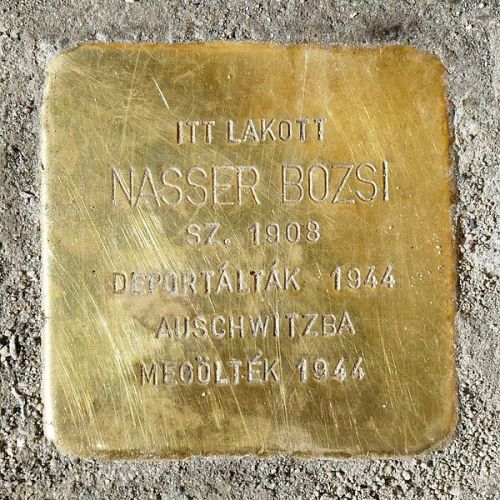 ITT LAKOTT
NASSER BOZSI
SZ. 1908
DEPORTÁLTÁK 1944
AUSCHWITZBA
MEGÖLTÉK 1944